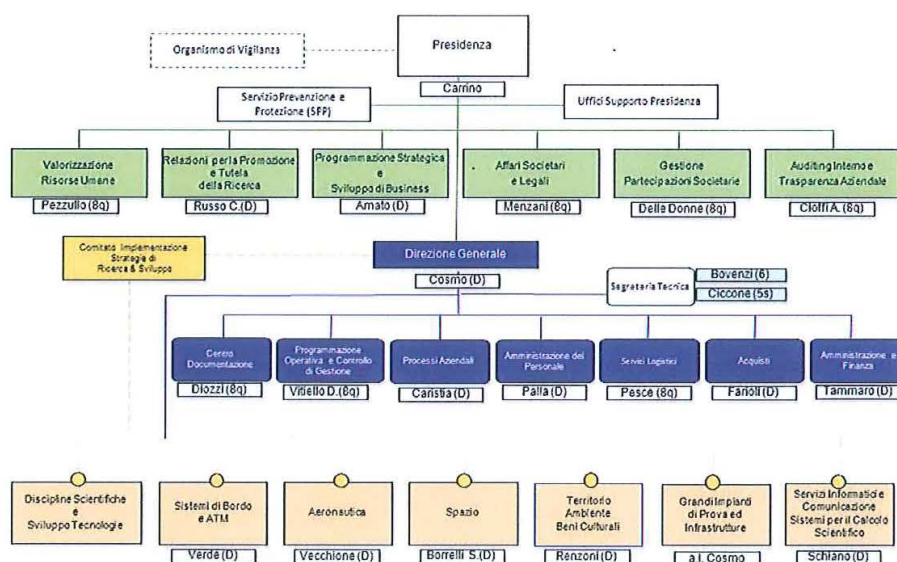 Organismo di Vigilanza
Presidenza
Carrino
Servizio Prevenzione e
Protezione (SPP)
Uffici Supporto Presidenza
Valorizzazione
Risorse Umane
Pezzullo (8q)
Relazioni per la Promozione
e Tutela
della Ricerca
Russo C.(D)
Programmazione Strategica
e
Sviluppo di Business
Amato (D)
Affari Societari
e Legali
Menzani (8q)
Gestione
Partecipazioni Societarie
Delle Donne (8q)
Auditing Interno e
Trasparenza Aziendale
Cioffi A. (8q)
Comitato Implementazione
Strategie di
Ricerca & Sviluppo
Direzione Generale
Cosmo (D)
Segreteria Tecnica
Bovenzi (6)
Ciccone (5s)
Centro
Documentazione
Diozzi (8q)
Programmazione
Operativa e Controllo
di Gestione
Vitiello D.(8q)
Processi Aziendali
Caristia (D)
Amministrazione del
Personale
Palla (D)
Servizi Logistici
Pesce (8q)
Acquisti
Farioli (D)
Amministrazione e
Finanza
Tammaro (D)
Discipline Scientifiche
e
Sviluppo Tecnologie
Sistemi di Bordo
e ATM
Verde (D)
Aeronautica
Vecchione (D)
Spazio
Borrelli S.(D)
Territorio
Ambiente
Beni Culturali
Renzoni (D)
Grandi Impianti
di Prova ed
Infrastrutture
a.i. Cosmo
Servizi Informatici e
Comunicazione
Sistemi per il Calcolo
Scientifico
Schiano (D)